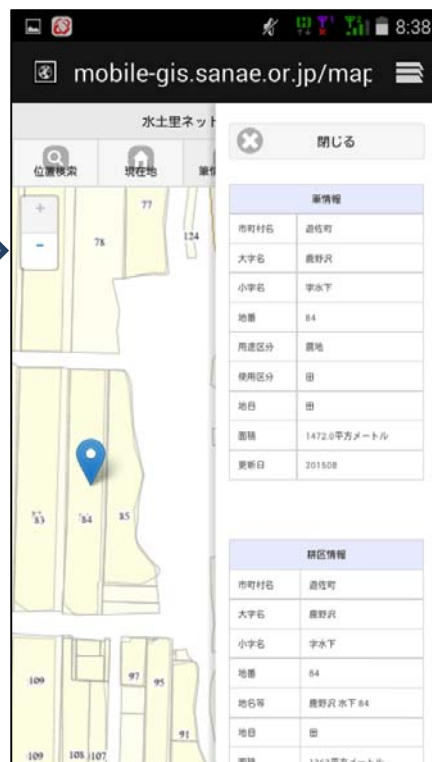 8:38
mobile-gis.sanae.or.jp/map
水土里ネット
位置検索
現在地
筆情
閉じる
+
-
77
78
124
83
84
85
109
97
95
91
109
108
107
筆情報
市町村名 遊佐町
大字名 鹿野沢
小字名 字水下
地番 84
用途区分 農地
使用区分 田
地目 田
面積 1472.0平方メートル
更新日 201508
耕区情報
市町村名 遊佐町
大字名 鹿野沢
小字名 字水下
地番 84
地名等 鹿野沢 水下 84
地目 田
面積